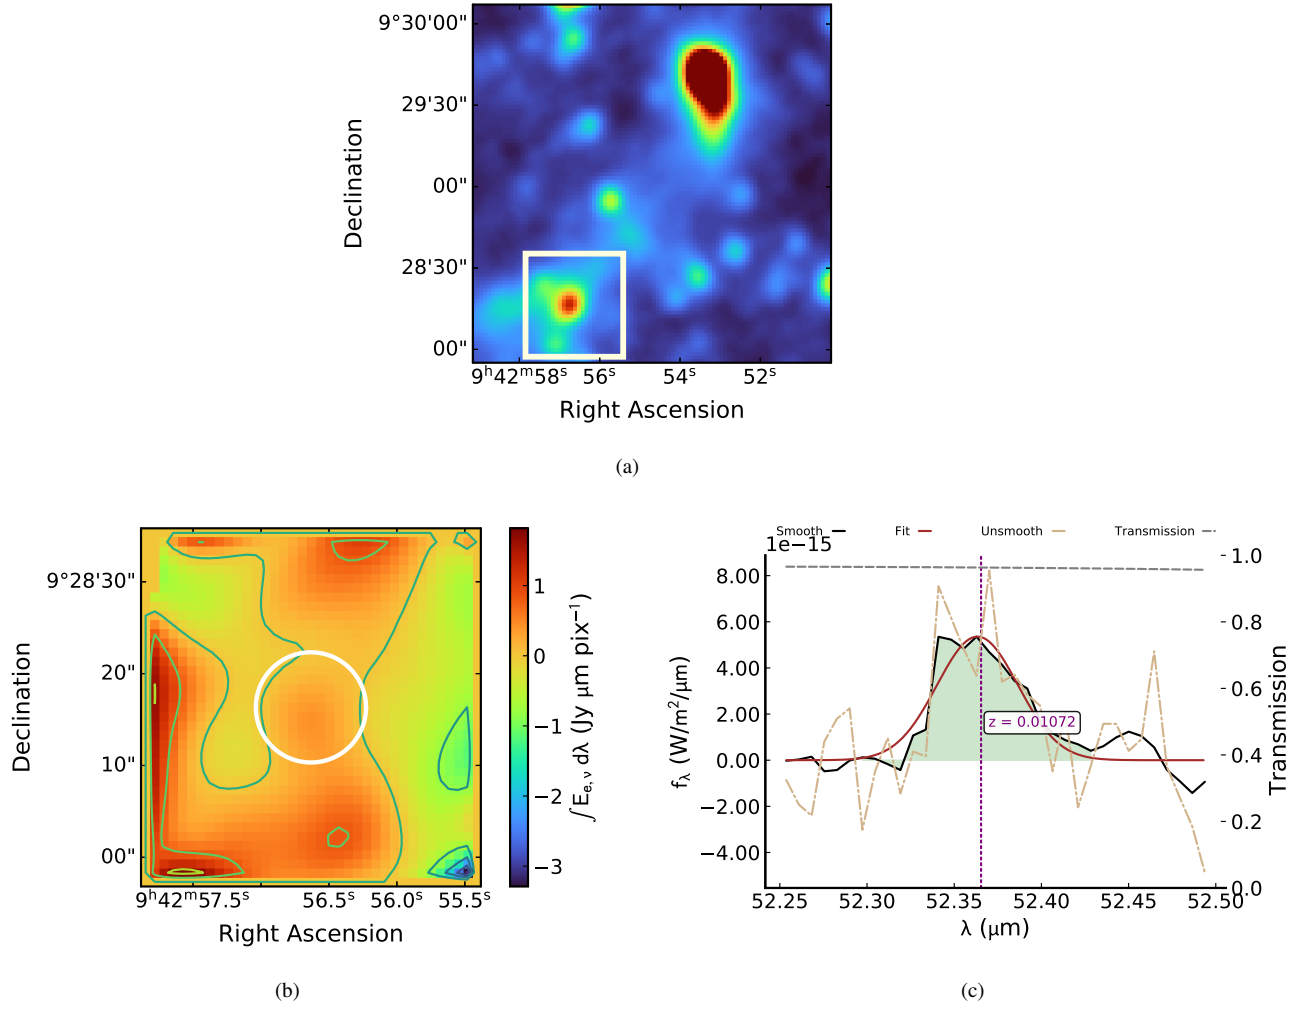 9°30'00"
29'30"
00"
28'30"
00"
Declination
9ʰ42ᵐ58ˢ 56ˢ 54ˢ 52ˢ
Right Ascension
(a)
9°28'30"
20"
10"
00"
Declination
9ʰ42ᵐ57.5ˢ 56.5ˢ 56.0ˢ 55.5ˢ
Right Ascension
1
0
−1
−2
−3
∫E_{e,ν} dλ (Jy μm pix⁻¹)
(b)
Smooth Fit Unsmooth Transmission
1e−15
8.00
6.00
4.00
2.00
0.00
−2.00
−4.00
f_λ (W/m²/μm)
z = 0.01072
1.0
0.8
0.6
0.4
0.2
0.0
Transmission
52.25 52.30 52.35 52.40 52.45 52.50
λ (μm)
(c)